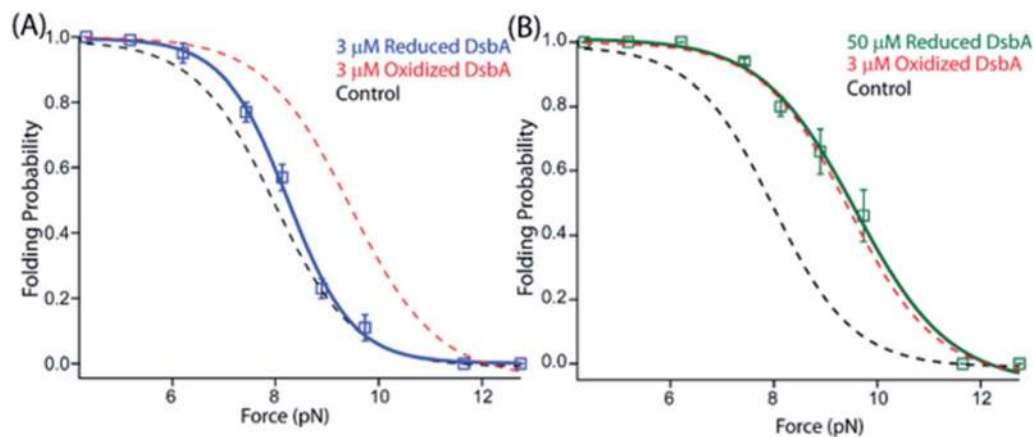 (A)
3 μM Reduced DsbA
3 μM Oxidized DsbA
Control
Folding Probability
1.0
0.8
0.6
0.4
0.2
0.0
6
8
10
12
Force (pN)
(B)
50 μM Reduced DsbA
3 μM Oxidized DsbA
Control
Folding Probability
1.0
0.8
0.6
0.4
0.2
0.0
6
8
10
12
Force (pN)